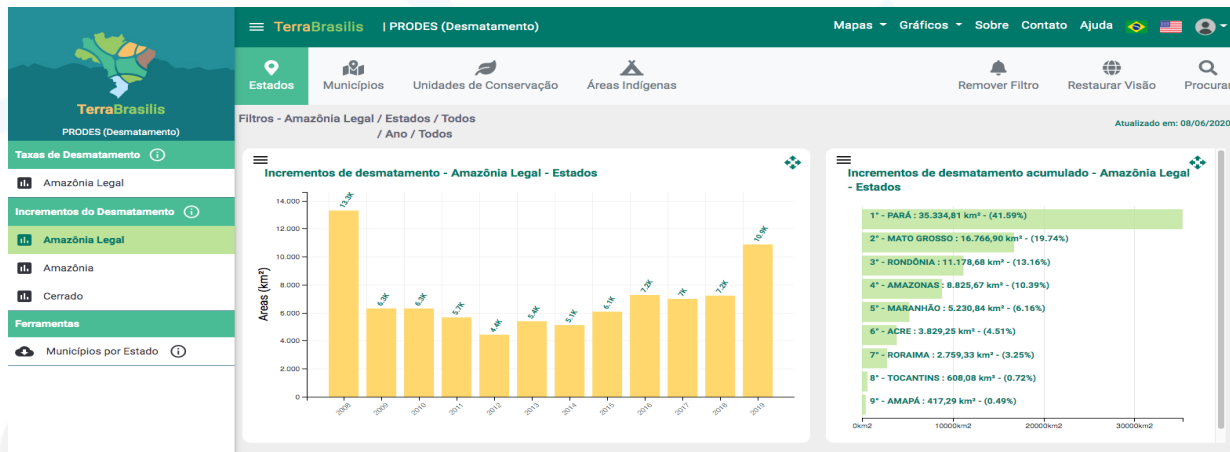 TerraBrasilis
PRODES (Desmatamento)
Taxas de Desmatamento
Amazônia Legal
Incrementos do Desmatamento
Amazônia Legal
Amazônia
Cerrado
Ferramentas
Municípios por Estado
TerraBrasilis | PRODES (Desmatamento)
Mapas Gráficos Sobre Contato Ajuda
Estados Municípios Unidades de Conservação Áreas Indígenas Remover Filtro Restaurar Visão Procurar
Filtros - Amazônia Legal / Estados / Todos
/ Ano / Todos
Atualizado em: 08/06/2020
Incrementos de desmatamento - Amazônia Legal - Estados
Areas (km²)
14.000
12.000
10.000
8.000
6.000
4.000
2.000
0
13.3K 6.3K 6.3K 5.7K 4.4K 5.4K 5.1K 6.1K 7.2K 7K 7.2K 10.9K
2008 2009 2010 2011 2012 2013 2014 2015 2016 2017 2018 2019
Incrementos de desmatamento acumulado - Amazônia Legal
- Estados
1° - PARÁ : 35.334,81 km² - (41.59%)
2° - MATO GROSSO : 16.766,90 km² - (19.74%)
3° - RONDÔNIA : 11.178,68 km² - (13.16%)
4° - AMAZONAS : 8.825,67 km² - (10.39%)
5° - MARANHÃO : 5.230,84 km² - (6.16%)
6° - ACRE : 3.829,25 km² - (4.51%)
7° - RORAIMA : 2.759,33 km² - (3.25%)
8° - TOCANTINS : 608,08 km² - (0.72%)
9° - AMAPÁ : 417,29 km² - (0.49%)
0km2 10000km2 20000km2 30000km2